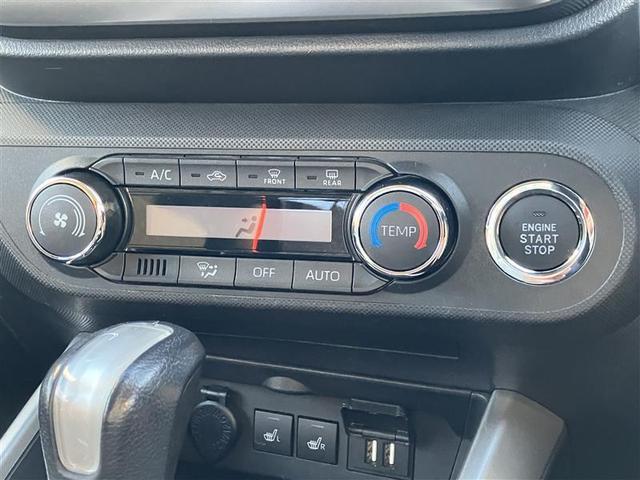 A/C
FRONT
REAR
TEMP
ENGINE
START
STOP
OFF
AUTO
L
R